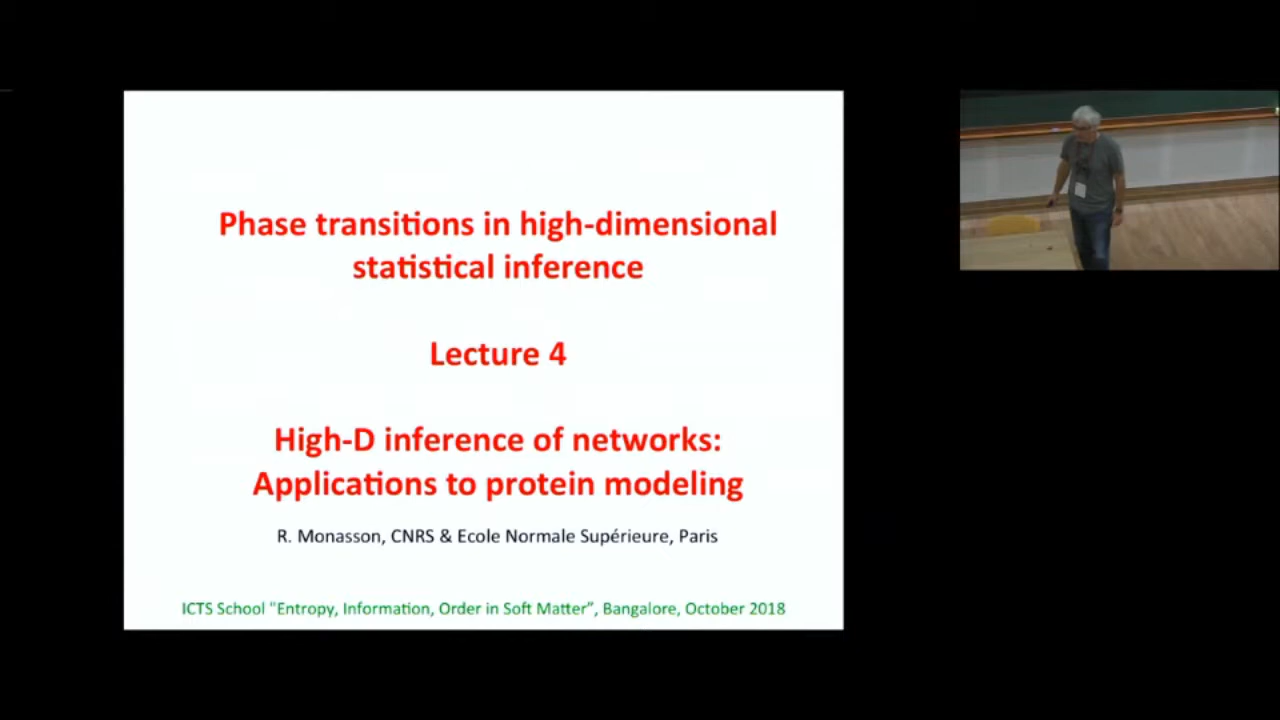 Phase transitions in high-dimensional
statistical inference
Lecture 4
High-D inference of networks:
Applications to protein modeling
R. Monasson, CNRS & Ecole Normale Supérieure, Paris
ICTS School "Entropy, Information, Order in Soft Matter”, Bangalore, October 2018